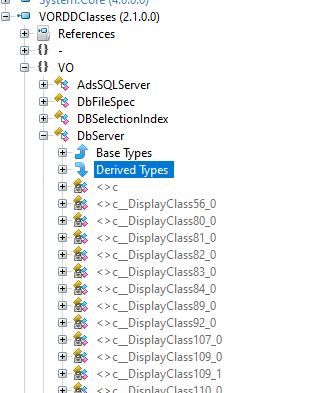 System.Core (4.0.0.0)
VORDDClasses (2.1.0.0)
References
-
{} VO
AdsSQLServer
DbFileSpec
DBSelectionIndex
DbServer
Base Types
Derived Types
<>c
<>c__DisplayClass56_0
<>c__DisplayClass80_0
<>c__DisplayClass81_0
<>c__DisplayClass82_0
<>c__DisplayClass83_0
<>c__DisplayClass84_0
<>c__DisplayClass89_0
<>c__DisplayClass92_0
<>c__DisplayClass107_0
<>c__DisplayClass109_0
<>c__DisplayClass109_1
<>c__DisplayClass110_0